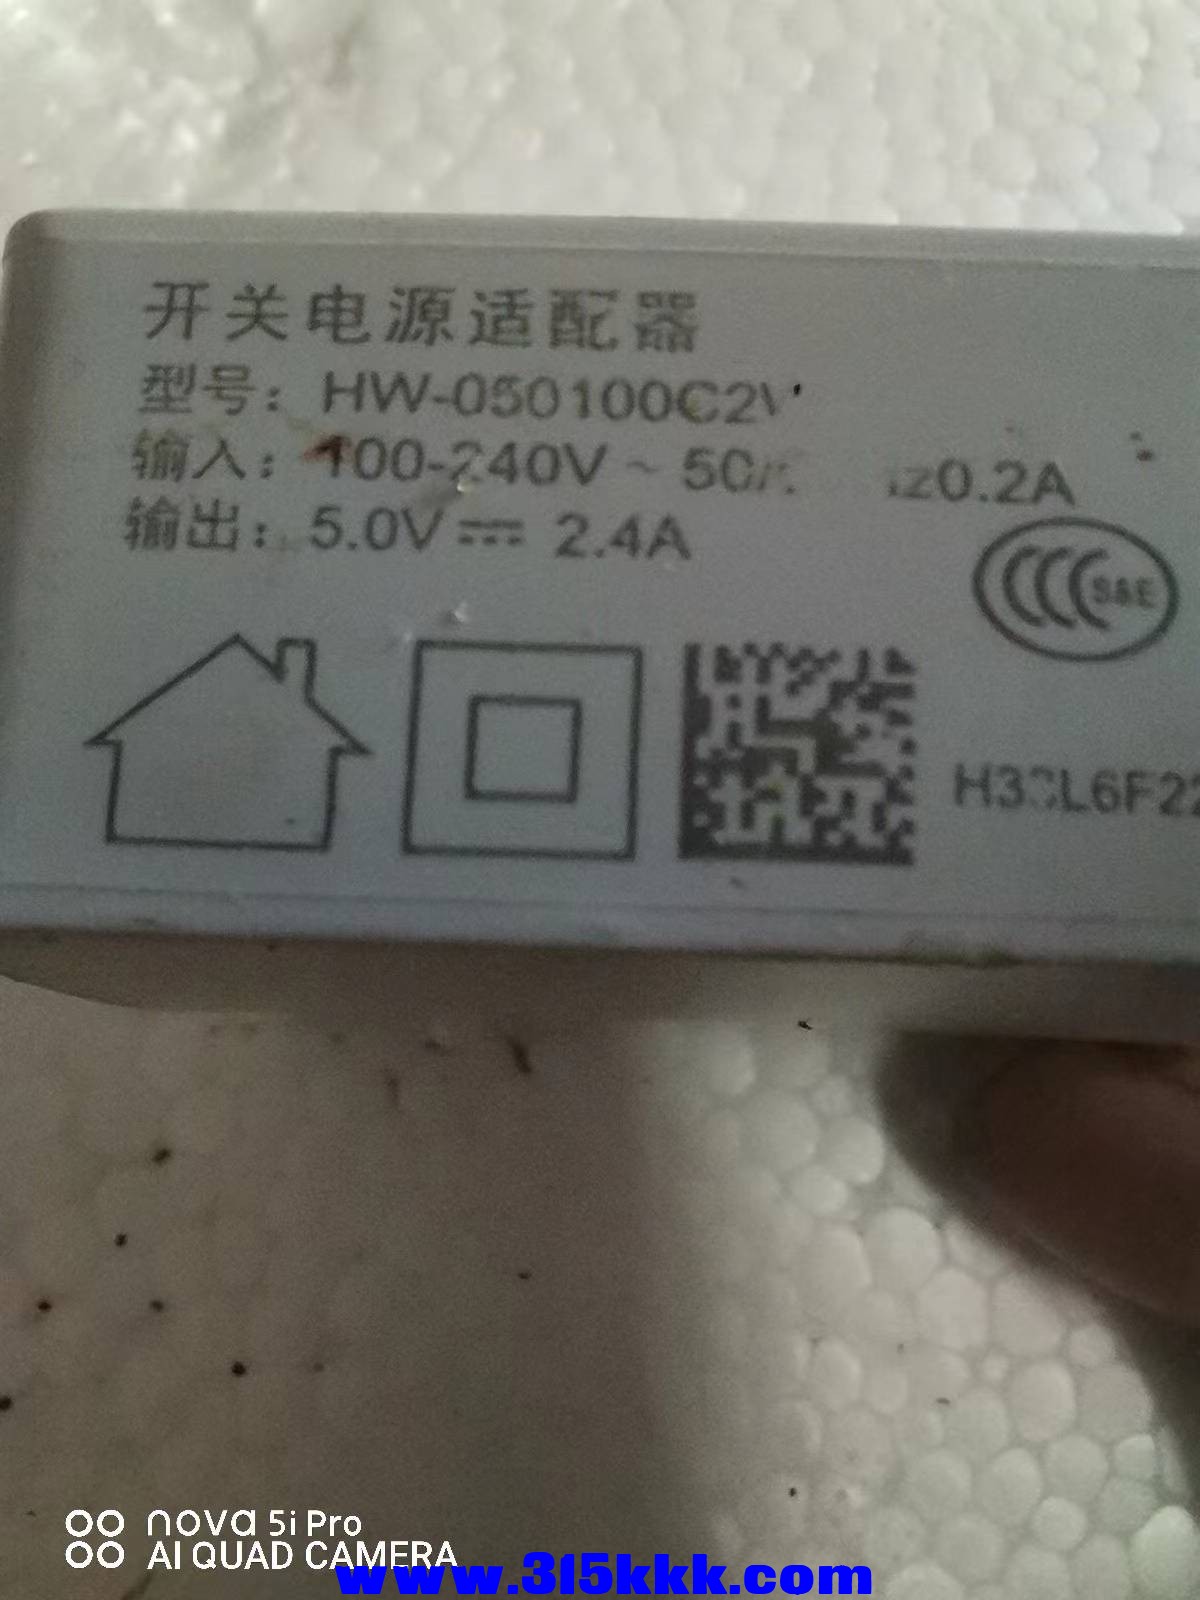 开关电源适配器
型号：HW-050100C2
输入：100-240V ~ 50 0.2A
输出：5.0V ⎓ 2.4A
CCC S&E
nova 5i Pro
AI QUAD CAMERA
www.315kkk.com